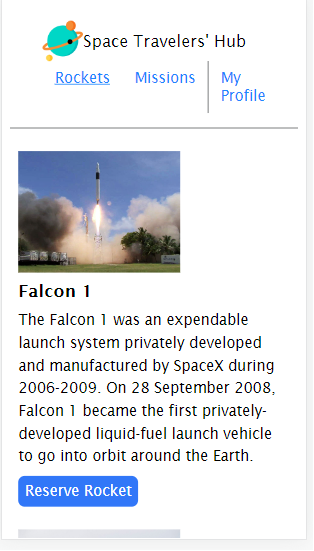 Space Travelers' Hub
Rockets Missions My
Profile
Falcon 1
The Falcon 1 was an expendable
launch system privately developed
and manufactured by SpaceX during
2006-2009. On 28 September 2008,
Falcon 1 became the first privately-
developed liquid-fuel launch vehicle
to go into orbit around the Earth.
Reserve Rocket